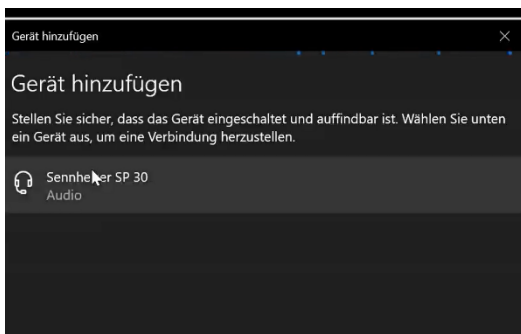 Gerät hinzufügen
Gerät hinzufügen
Stellen Sie sicher, dass das Gerät eingeschaltet und auffindbar ist. Wählen Sie unten
ein Gerät aus, um eine Verbindung herzustellen.
Sennheiser SP 30
Audio